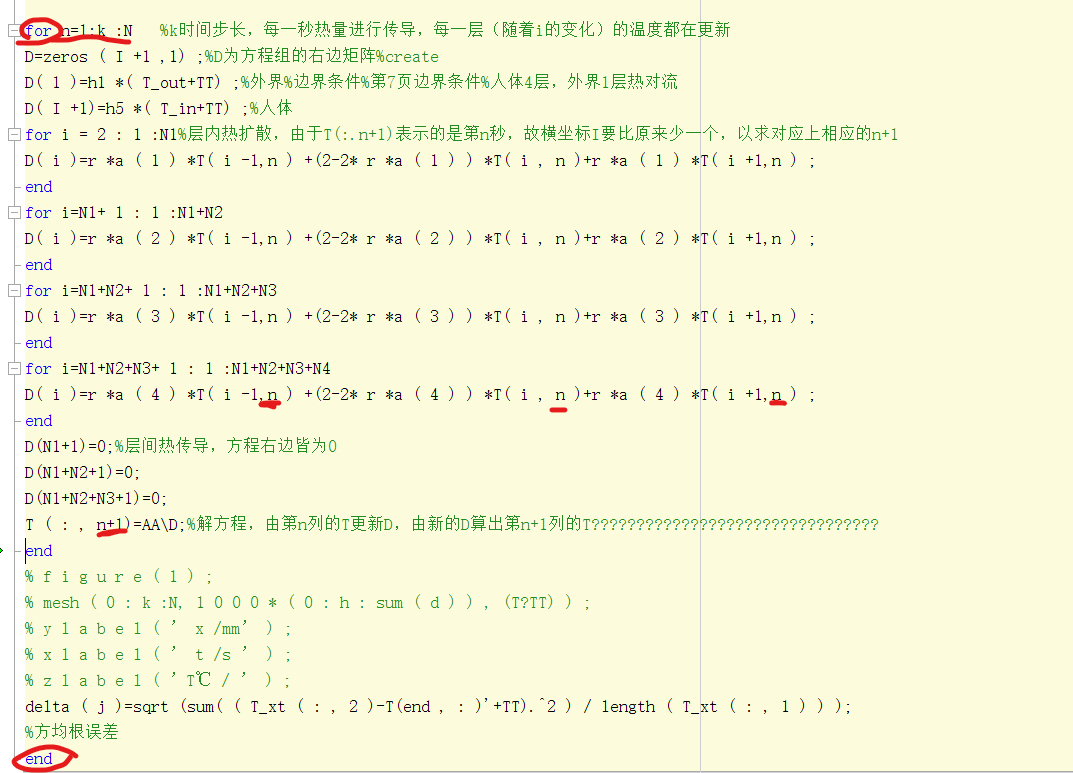 for n=1:k :N %k时间步长，每一秒热量进行传导，每一层（随着i的变化）的温度都在更新
D=zeros ( I +1 ,1) ;%D为方程组的右边矩阵%create
D( 1 )=h1 *( T_out+TT) ;%外界%边界条件%第7页边界条件%人体4层，外界1层热对流
D( I +1)=h5 *( T_in+TT) ;%人体
for i = 2 : 1 :N1%层内热扩散，由于T(:.n+1)表示的是第n秒，故横坐标I要比原来少一个，以求对应上相应的n+1
D( i )=r *a ( 1 ) *T( i -1,n ) +(2-2* r *a ( 1 ) ) *T( i , n )+r *a ( 1 ) *T( i +1,n ) ;
end
for i=N1+ 1 : 1 :N1+N2
D( i )=r *a ( 2 ) *T( i -1,n ) +(2-2* r *a ( 2 ) ) *T( i , n )+r *a ( 2 ) *T( i +1,n ) ;
end
for i=N1+N2+ 1 : 1 :N1+N2+N3
D( i )=r *a ( 3 ) *T( i -1,n ) +(2-2* r *a ( 3 ) ) *T( i , n )+r *a ( 3 ) *T( i +1,n ) ;
end
for i=N1+N2+N3+ 1 : 1 :N1+N2+N3+N4
D( i )=r *a ( 4 ) *T( i -1,n ) +(2-2* r *a ( 4 ) ) *T( i , n )+r *a ( 4 ) *T( i +1,n ) ;
end
D(N1+1)=0;%层间热传导，方程右边皆为0
D(N1+N2+1)=0;
D(N1+N2+N3+1)=0;
T ( : , n+1)=AA\D;%解方程，由第n列的T更新D，由新的D算出第n+1列的T????????????????????????????????
end
% f i g u r e ( 1 ) ;
% mesh ( 0 : k :N, 1 0 0 0 * ( 0 : h : sum ( d ) ) , (T?TT) ) ;
% y l a b e l ( ’ x /mm’ ) ;
% x l a b e l ( ’ t /s ’ ) ;
% z l a b e l ( ’ T℃ / ’ ) ;
delta ( j )=sqrt (sum( ( T_xt ( : , 2 )-T(end , : )'+TT).^2 ) / length ( T_xt ( : , 1 ) ) );
%方均根误差
end